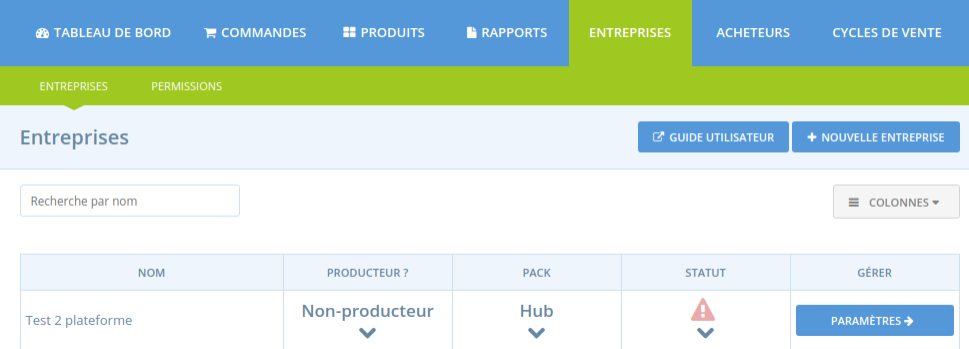 TABLEAU DE BORD COMMANDES PRODUITS RAPPORTS ENTREPRISES ACHETEURS CYCLES DE VENTE
ENTREPRISES PERMISSIONS
Entreprises GUIDE UTILISATEUR NOUVELLE ENTREPRISE
Recherche par nom COLONNES
NOM PRODUCTEUR ? PACK STATUT GÉRER
Test 2 plateforme Non-producteur Hub PARAMÈTRES